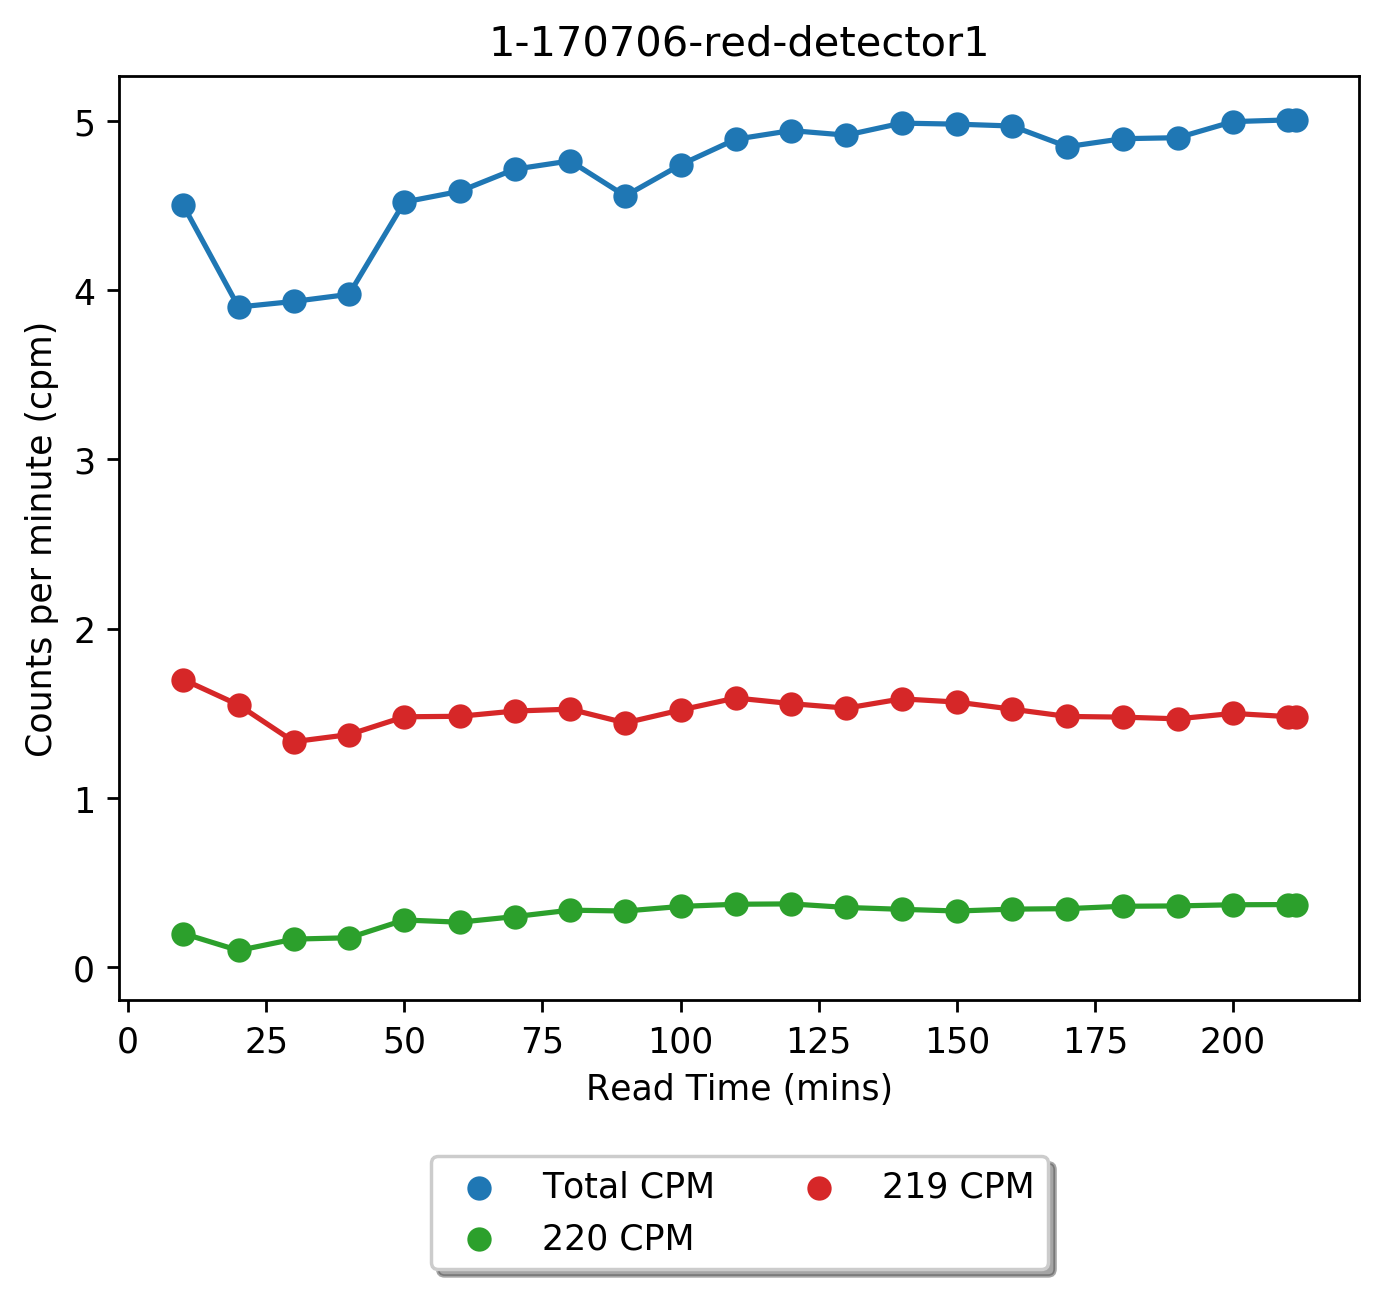 1-170706-red-detector1
Counts per minute (cpm)
5
4
3
2
1
0
0 25 50 75 100 125 150 175 200
Read Time (mins)
Total CPM 219 CPM
220 CPM